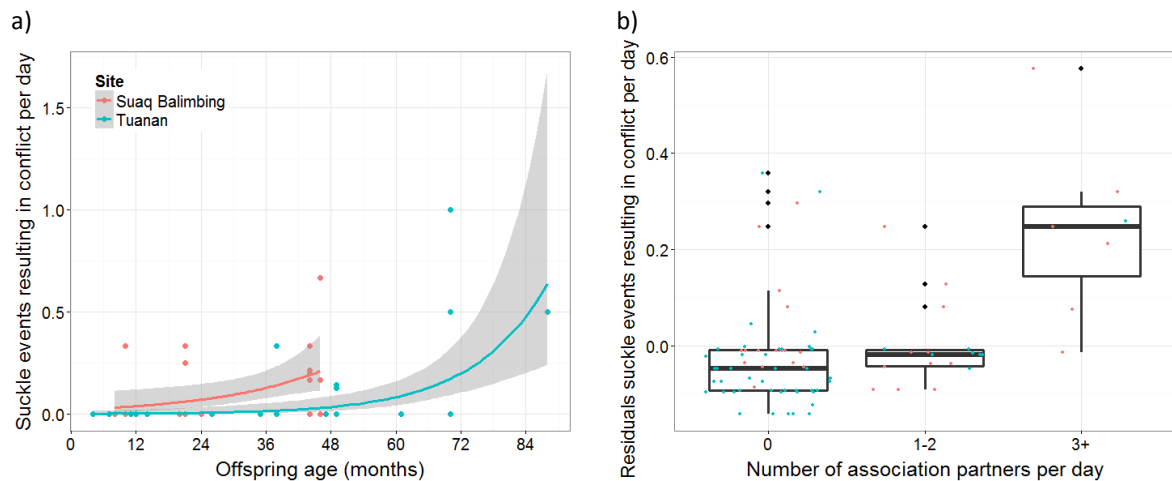 a)
Suckle events resulting in conflict per day
1.5
1.0
0.5
0.0
Site
Suaq Balimbing
Tuanan
0
12
24
36
48
60
72
84
Offspring age (months)
b)
Residuals suckle events resulting in conflict per day
0.6
0.4
0.2
0.0
0
1-2
3+
Number of association partners per day